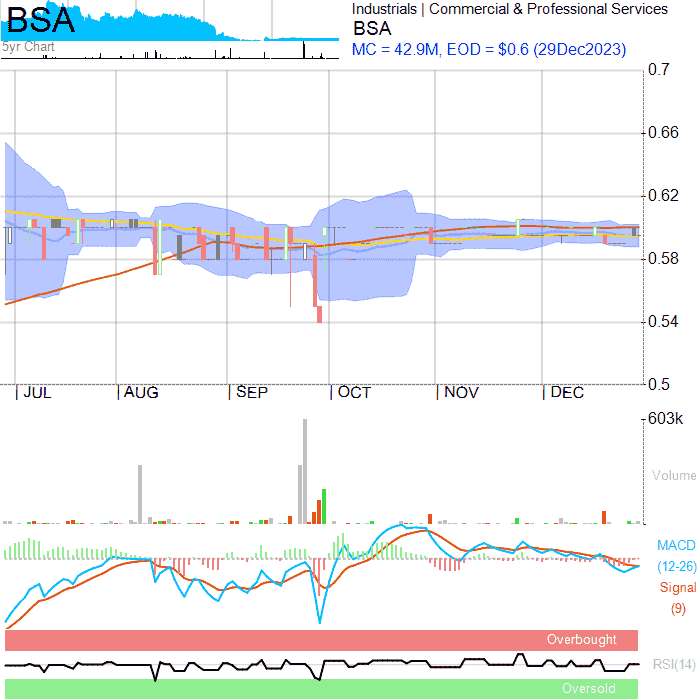 BSA
5yr Chart
Industrials | Commercial & Professional Services
BSA
MC = 42.9M, EOD = $0.6 (29Dec2023)
0.7
0.66
0.62
0.58
0.54
0.5
JUL AUG SEP OCT NOV DEC
603k
Volume
MACD
(12-26)
Signal
(9)
Overbought
RSI(14)
Oversold